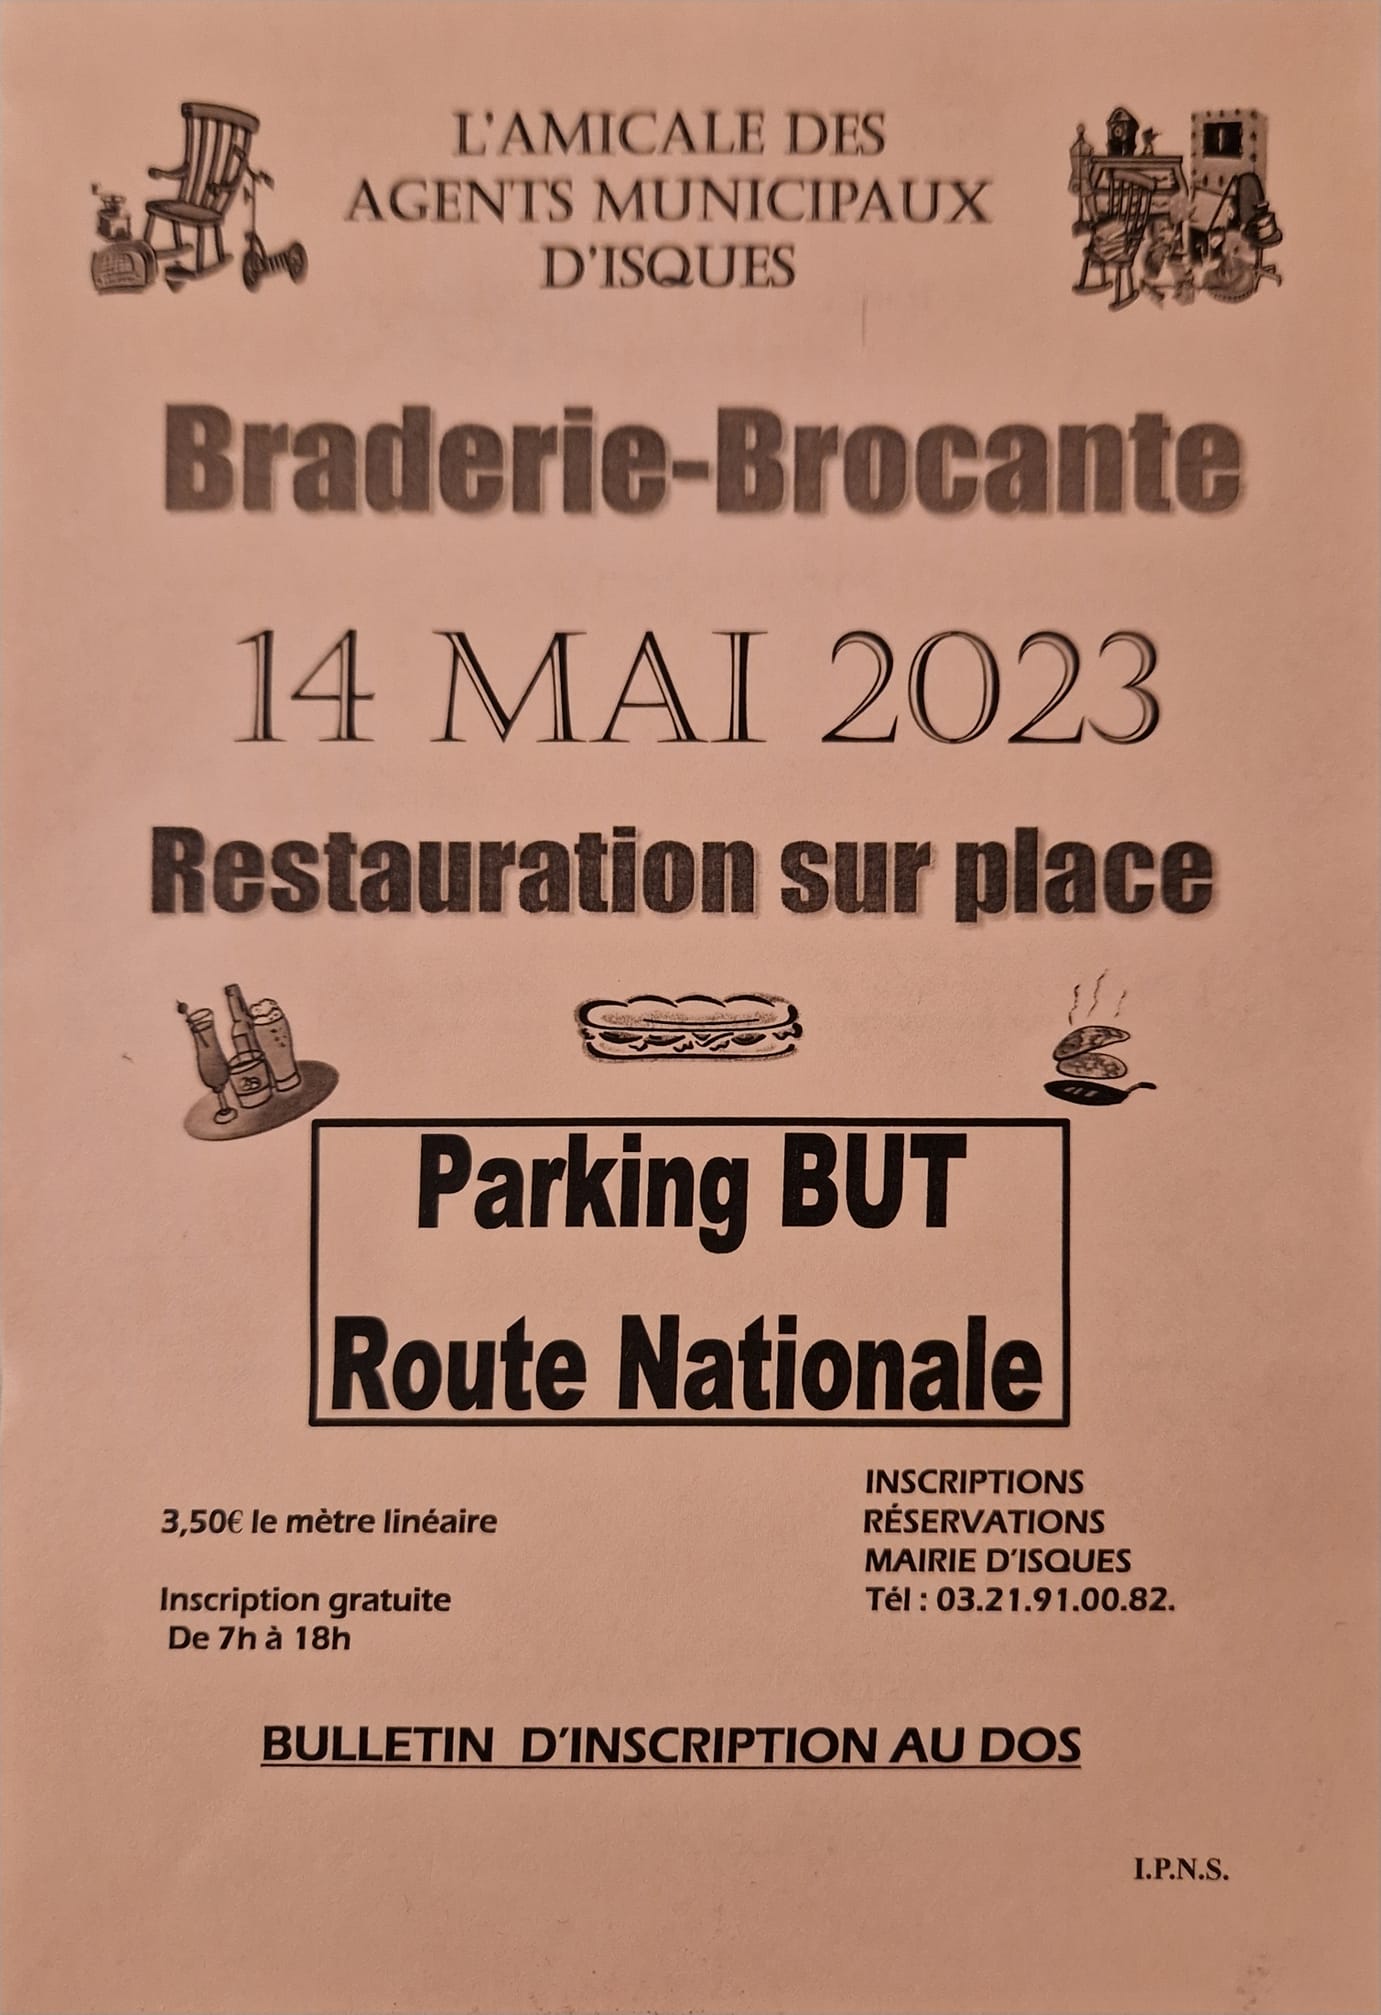 L'AMICALE DES
AGENTS MUNICIPAUX
D'ISQUES
Braderie-Brocante
14 MAI 2023
Restauration sur place
Parking BUT
Route Nationale
3,50€ le mètre linéaire
Inscription gratuite
De 7h à 18h
INSCRIPTIONS
RÉSERVATIONS
MAIRIE D'ISQUES
Tél : 03.21.91.00.82.
BULLETIN D'INSCRIPTION AU DOS
I.P.N.S.